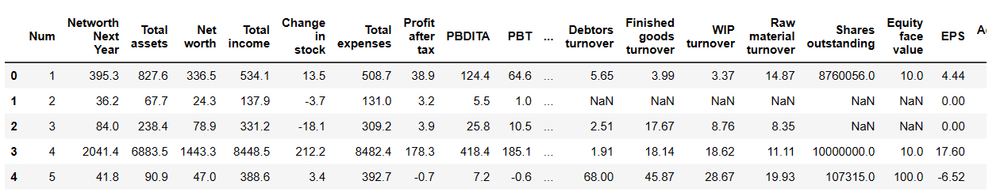 Num Networth Next Year Total assets Net worth Total income Change in stock Total expenses Profit after tax PBDITA PBT ... Debtors turnover Finished goods turnover WIP turnover Raw material turnover Shares outstanding Equity face value EPS
0 1 395.3 827.6 336.5 534.1 13.5 508.7 38.9 124.4 64.6 ... 5.65 3.99 3.37 14.87 8760056.0 10.0 4.44
1 2 36.2 67.7 24.3 137.9 -3.7 131.0 3.2 5.5 1.0 ... NaN NaN NaN NaN NaN NaN 0.00
2 3 84.0 238.4 78.9 331.2 -18.1 309.2 3.9 25.8 10.5 ... 2.51 17.67 8.76 8.35 NaN NaN 0.00
3 4 2041.4 6883.5 1443.3 8448.5 212.2 8482.4 178.3 418.4 185.1 ... 1.91 18.14 18.62 11.11 10000000.0 10.0 17.60
4 5 41.8 90.9 47.0 388.6 3.4 392.7 -0.7 7.2 -0.6 ... 68.00 45.87 28.67 19.93 107315.0 100.0 -6.52